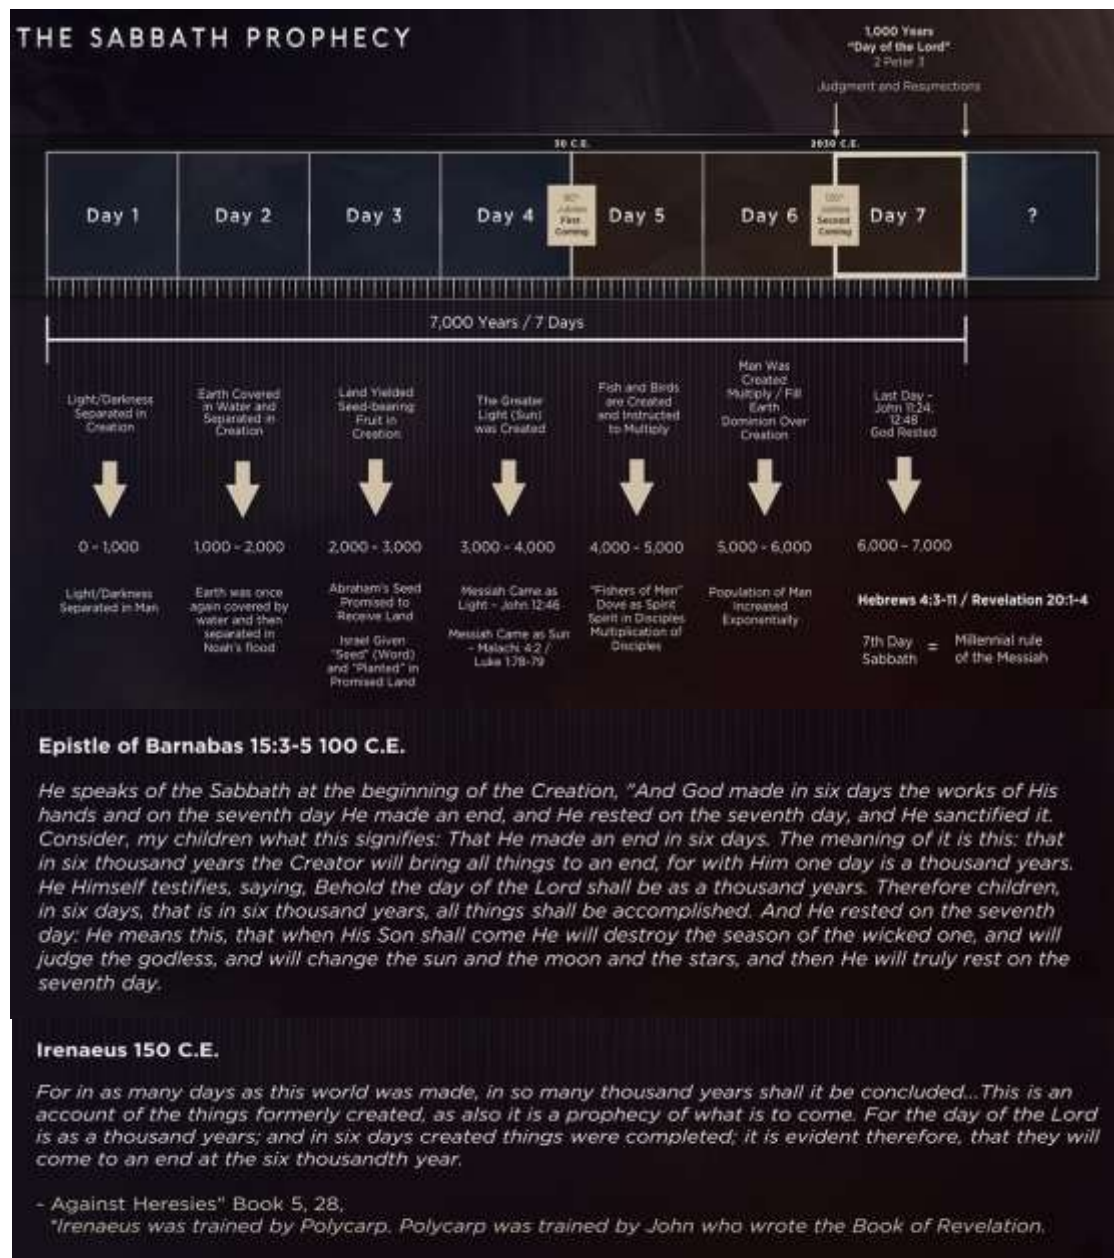 THE SABBATH PROPHECY
1,000 Years
"Day of the Lord"
2 Peter 3
Judgment and Resurrections
30 C.E.
2030 C.E.
Day 1
Day 2
Day 3
Day 4
First
Coming
Day 5
Day 6
Second
Coming
Day 7
?
7,000 Years / 7 Days
Light/Darkness
Separated in
Creation
Earth Covered
in Water and
Separated in
Creation
Land Yielded
Seed-bearing
Fruit in
Creation
The Greater
Light (Sun)
was Created
Fish and Birds
are Created
and Instructed
to Multiply
Man Was
Created
Multiply / Fill
Earth
Dominion Over
Creation
Last Day -
John 11:24;
12:48
God Rested
0 - 1,000
1,000 - 2,000
2,000 - 3,000
3,000 - 4,000
4,000 - 5,000
5,000 - 6,000
6,000 - 7,000
Light/Darkness
Separated in Man
Earth was once
again covered by
water and then
separated in
Noah's flood
Abraham's Seed
Promised to
Receive Land
Israel Given
"Seed" (Word)
and "Planted" in
Promised Land
Messiah Came as
Light - John 12:46
Messiah Came as Sun
- Malachi 4:2 /
Luke 1:78-79
"Fishers of Men"
Dove as Spirit
Spirit in Disciples
Multiplication of
Disciples
Population of Man
Increased
Exponentially
Hebrews 4:3-11 / Revelation 20:1-4
7th Day
Sabbath
=
Millennial rule
of the Messiah
Epistle of Barnabas 15:3-5 100 C.E.
He speaks of the Sabbath at the beginning of the Creation, "And God made in six days the works of His
hands and on the seventh day He made an end, and He rested on the seventh day, and He sanctified it.
Consider, my children what this signifies: That He made an end in six days. The meaning of it is this: that
in six thousand years the Creator will bring all things to an end, for with Him one day is a thousand years.
He Himself testifies, saying, Behold the day of the Lord shall be as a thousand years. Therefore children,
in six days, that is in six thousand years, all things shall be accomplished. And He rested on the seventh
day: He means this, that when His Son shall come He will destroy the season of the wicked one, and will
judge the godless, and will change the sun and the moon and the stars, and then He will truly rest on the
seventh day.
Irenaeus 150 C.E.
For in as many days as this world was made, in so many thousand years shall it be concluded...This is an
account of the things formerly created, as also it is a prophecy of what is to come. For the day of the Lord
is as a thousand years; and in six days created things were completed; it is evident therefore, that they will
come to an end at the six thousandth year.
- Against Heresies" Book 5, 28,
"Irenaeus was trained by Polycarp. Polycarp was trained by John who wrote the Book of Revelation.